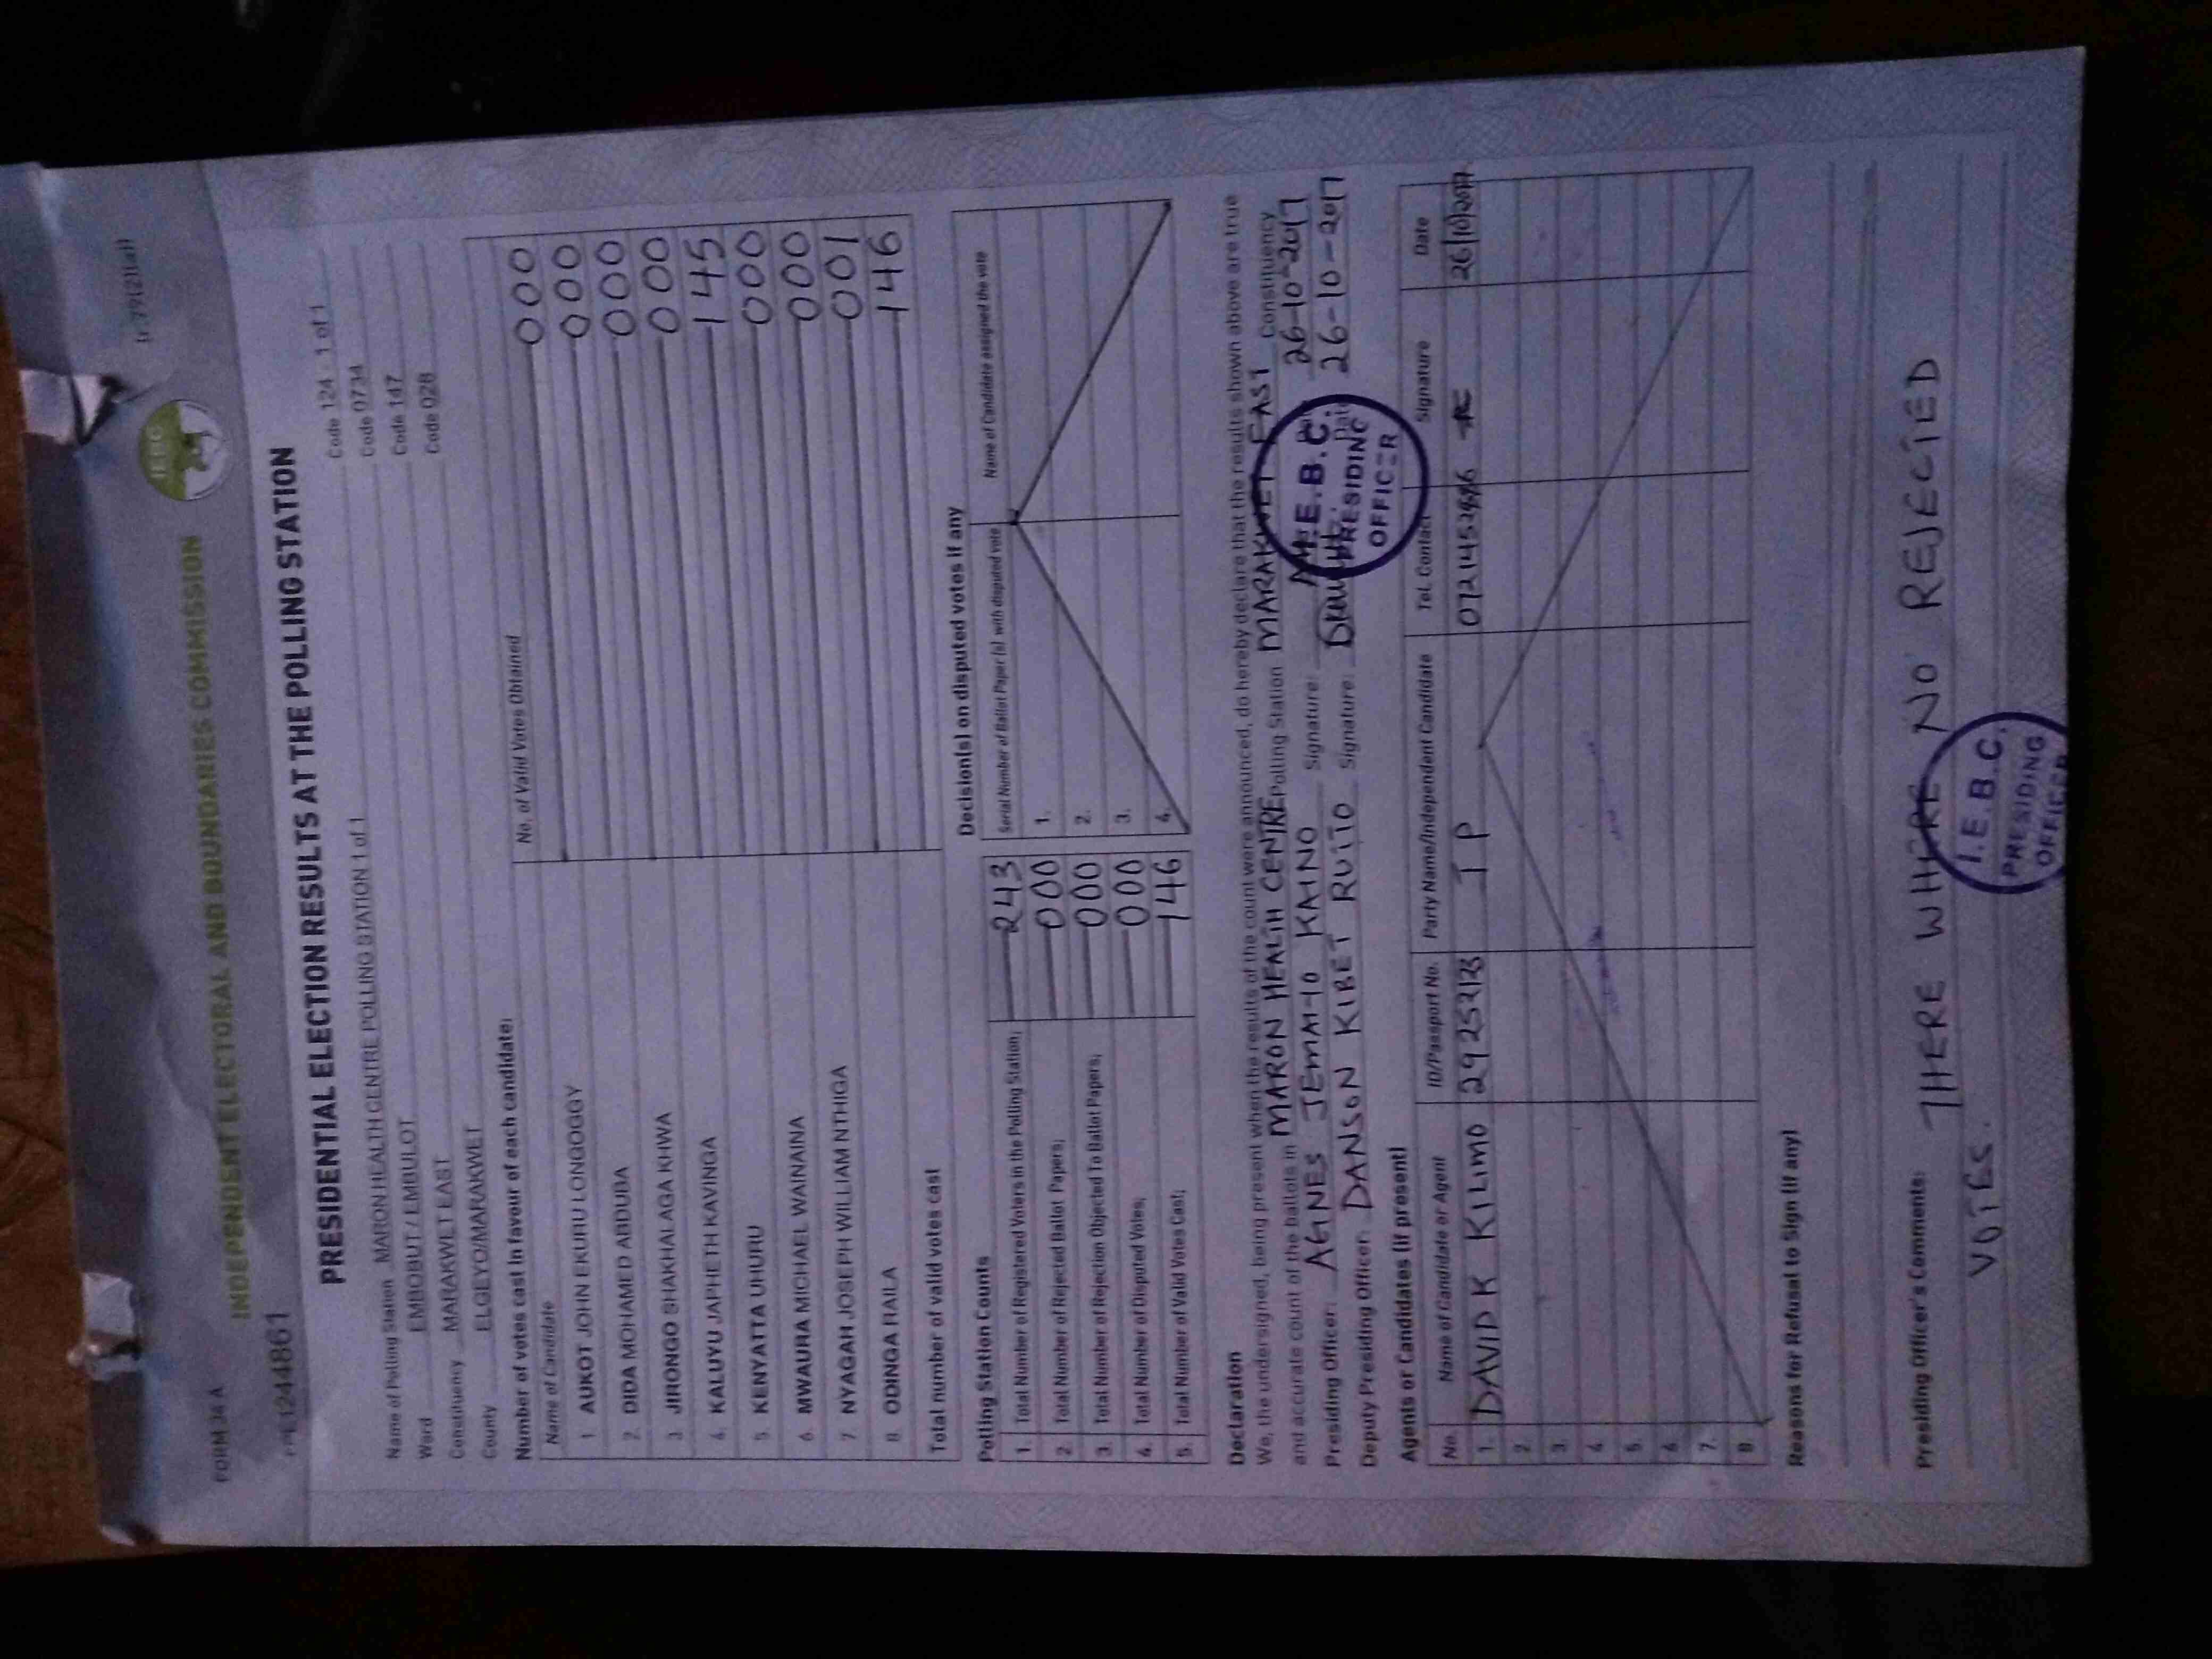 FORM 34 A
INDEPENDENT ELECTORAL AND BOUNDARIES COMMISSION
IEBC
PRESIDENTIAL ELECTION RESULTS AT THE POLLING STATION
Name of Polling Station MARON HEALTH CENTRE POLLING STATION 1 of 1 Code 124 - 1 of 1
Ward EMBOBUT / EMBULOT Code 0734
Constituency MARAKWET EAST Code 147
County ELGEYO/MARAKWET Code 028
Number of votes cast in favour of each candidate:
Name of Candidate No. of Valid Votes Obtained
1 AUKOT JOHN EKURU LONGOGGY 000
2. DIDA MOHAMED ABDUBA 000
3 JIRONGO SHAKHALAGA KHWA 000
4. KALUYU JAPHETH KAVINGA 000
5 KENYATTA UHURU 145
6. MWAURA MICHAEL WAINAINA 000
7. NYAGAH JOSEPH WILLIAM NTHIGA 000
8 ODINGA RAILA 001
Total number of valid votes cast 146
Polling Station Counts
1. Total Number of Registered Voters in the Polling Station; 243
2 Total Number of Rejected Ballot Papers; 000
3. Total Number of Rejection Objected To Ballot Papers; 000
4. Total Number of Disputed Votes; 000
5. Total Number of Valid Votes Cast; 146
Decision(s) on disputed votes if any
Serial Number of Ballot Paper (s) with disputed vote Name of Candidate assigned the vote
1.
2.
3.
4.
Declaration
We, the undersigned, being present when the results of the count were announced, do hereby declare that the results shown above are true
and accurate count of the ballots in MARON HEALTH CENTRE Polling Station MARAKWET EAST Constituency
Presiding Officer: AGNES JEMAIYO KAINO Signature: 26-10-2017
Deputy Presiding Officer: DANSON KIBET RUTO Signature: Date 26-10-2017
I.E.B.C.
PRESIDING
OFFICER
Agents or Candidates (if present)
No. Name of Candidate or Agent ID/Passport No. Party Name/Independent Candidate Tel. Contact Signature Date
1. DAVID K KILIMO 29252123 JP 26/10/2017
2
3.
4
5.
6
7.
8
Reasons for Refusal to Sign (if any)
Presiding Officer's Comments: THERE WHERE NO REJECTED
VOTES.
I.E.B.C.
PRESIDING
OFFICER